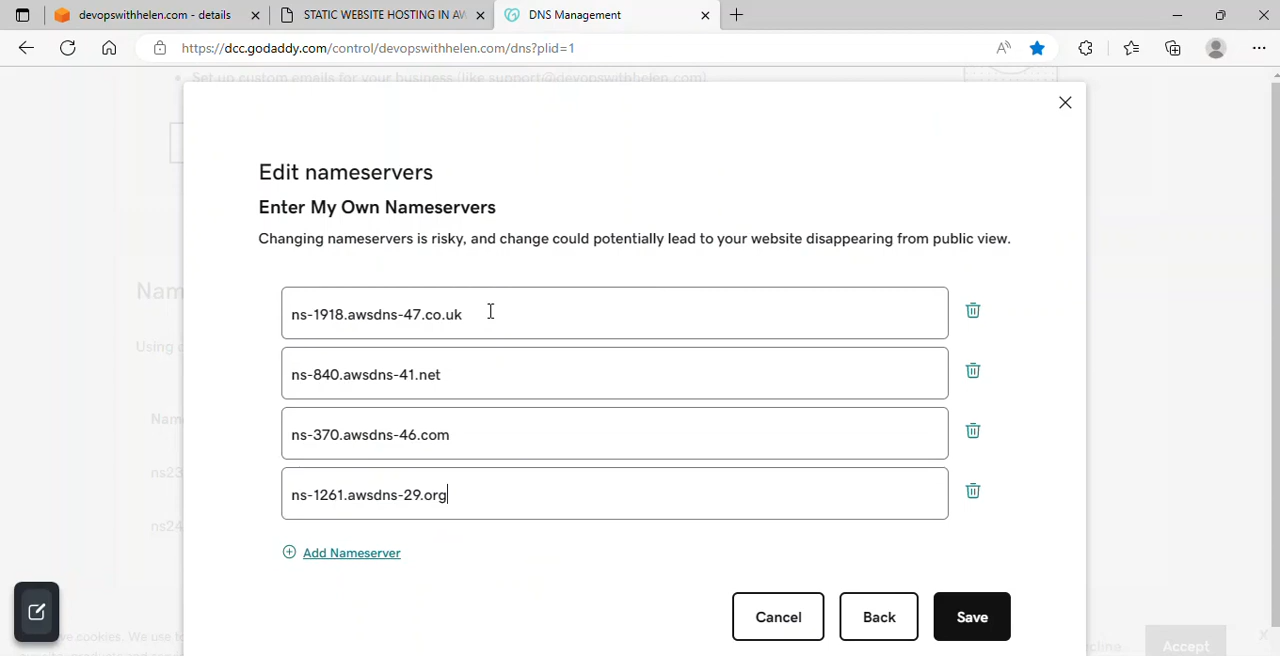 devopswithhelen.com - details
STATIC WEBSITE HOSTING IN AW
DNS Management
https://dcc.godaddy.com/control/devopswithhelen.com/dns?plid=1
Set up custom emails for your business (like support@devopswithhelen.com)
Edit nameservers
Enter My Own Nameservers
Changing nameservers is risky, and change could potentially lead to your website disappearing from public view.
Nam
ns-1918.awsdns-47.co.uk
Using
ns-840.awsdns-41.net
Nam
ns-370.awsdns-46.com
ns23
ns-1261.awsdns-29.org
ns24
Add Nameserver
Cancel
Back
Save
ve cookies. We use to
cline
Accept